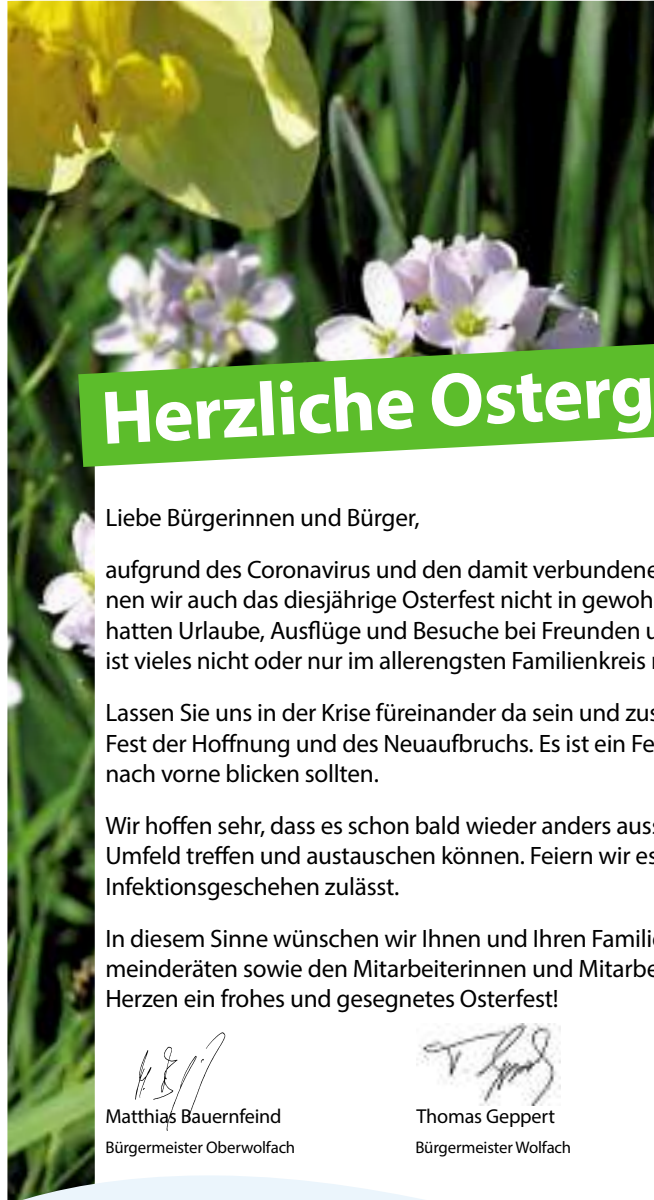 Herzliche Osterg
Liebe Bürgerinnen und Bürger,
aufgrund des Coronavirus und den damit verbundene
nen wir auch das diesjährige Osterfest nicht in gewoh
hatten Urlaube, Ausflüge und Besuche bei Freunden u
ist vieles nicht oder nur im allerengsten Familienkreis
Lassen Sie uns in der Krise füreinander da sein und zus
Fest der Hoffnung und des Neuaufbruchs. Es ist ein Fe
nach vorne blicken sollten.
Wir hoffen sehr, dass es schon bald wieder anders auss
Umfeld treffen und austauschen können. Feiern wir es
Infektionsgeschehen zulässt.
In diesem Sinne wünschen wir Ihnen und Ihren Famili
meinderäten sowie den Mitarbeiterinnen und Mitarbe
Herzen ein frohes und gesegnetes Osterfest!
Matthias Bauernfeind
Bürgermeister Oberwolfach
Thomas Geppert
Bürgermeister Wolfach